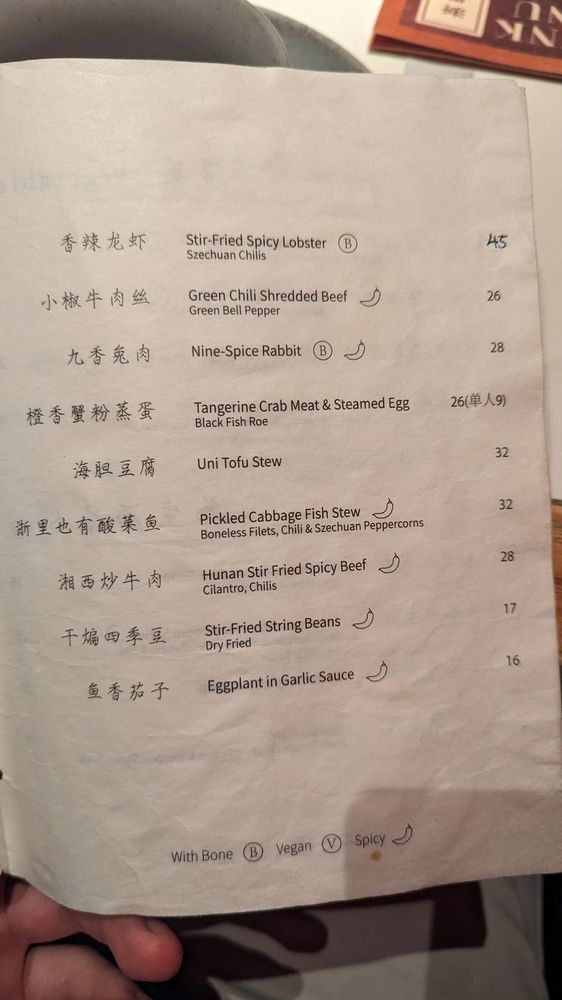 NK
NU
香辣龙虾 Stir-Fried Spicy Lobster B 45
Szechuan Chilis
小椒牛肉丝 Green Chili Shredded Beef 26
Green Bell Pepper
九香兔肉 Nine-Spice Rabbit B 28
橙香蟹粉蒸蛋 Tangerine Crab Meat & Steamed Egg 26(单人9)
Black Fish Roe
海胆豆腐 Uni Tofu Stew 32
浙里也有酸菜鱼 Pickled Cabbage Fish Stew 32
Boneless Filets, Chili & Szechuan Peppercorns
湘西炒牛肉 Hunan Stir Fried Spicy Beef 28
Cilantro, Chilis
干煸四季豆 Stir-Fried String Beans 17
Dry Fried
鱼香茄子 Eggplant in Garlic Sauce 16
With Bone B Vegan V Spicy